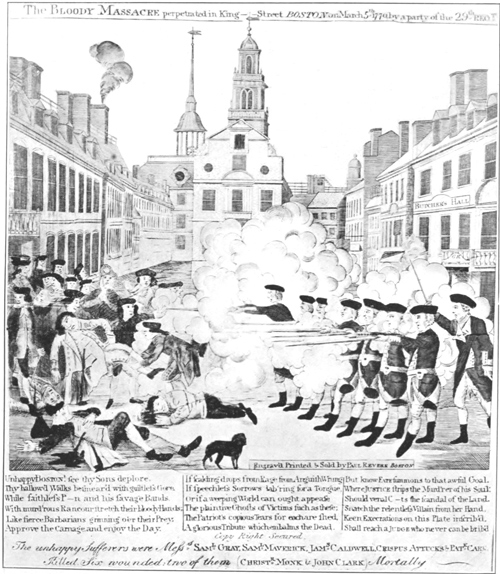 The BLOODY MASSACRE perpetrated in King Street BOSTON on March 5th 1770 by a party of the 29th REGT.
BUTCHER'S HALL
Engrav'd Printed & Sold by PAUL REVERE BOSTON
Unhappy BOSTON! see thy Sons deplore,
Thy hallow'd Walks besmear'd with guiltless Gore:
While faithless P—n and his savage Bands,
With murd'rous Rancour stretch their bloody Hands;
Like fierce Barbarians grinning o'er their Prey,
Approve the Carnage, and enjoy the Day.
If scalding drops from Rage from Anguish Wrung
If speechless Sorrows lab'ring for a Tongue,
Or if a weeping World can ought appease
The plaintive Ghosts of Victims such as these;
The Patriot's copious Tears for each are shed,
A glorious Tribute which embalms the Dead.
But know, FATE summons to that awful Goal,
Where JUSTICE strips the Murd'rer of his Soul:
Should venal C—ts the scandal of the Land,
Snatch the relentless Villain from her Hand,
Keen Execrations on this Plate inscrib'd,
Shall reach a JUDGE who never can be brib'd.
Copy Right Secured
The unhappy Sufferers were Messs. SAML. GRAY, SAML. MAVERICK, JAMS. CALDWELL, CRISPUS ATTUCKS & PATK. CARR
Killed. Six wounded; two of them CHRISTR. MONK & JOHN CLARK Mortally